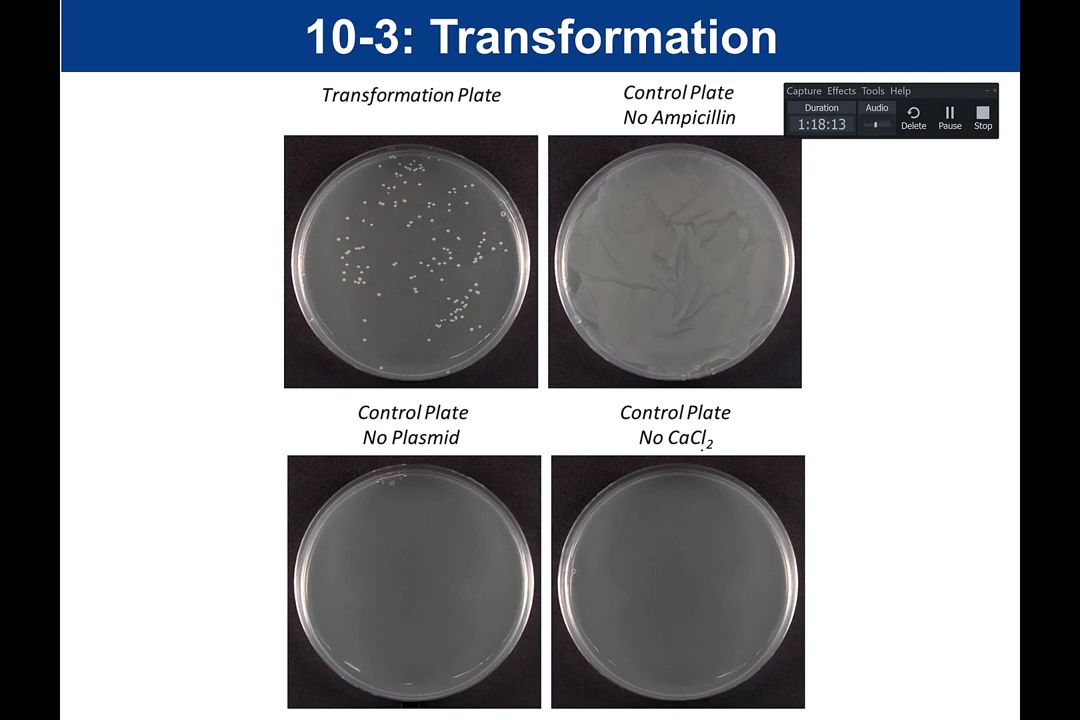 10-3: Transformation
Transformation Plate
Control Plate
No Ampicillin
Capture Effects Tools Help
Duration
Audio
1:18:13
Delete
Pause
Stop
Control Plate
No Plasmid
Control Plate
No CaCl₂